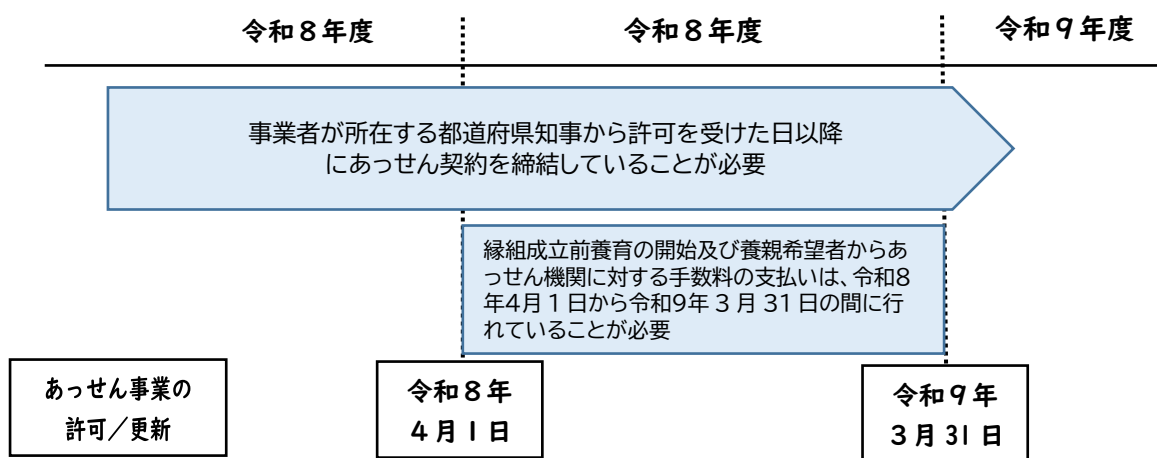 令和８年度
令和８年度
令和９年度
事業者が所在する都道府県知事から許可を受けた日以降
にあっせん契約を締結していることが必要
縁組成立前養育の開始及び養親希望者からあ
っせん機関に対する手数料の支払いは、令和８
年４月１日から令和９年３月 31 日の間に行
れていることが必要
あっせん事業の
許可／更新
令和８年
４月１日
令和９年
３月 31 日